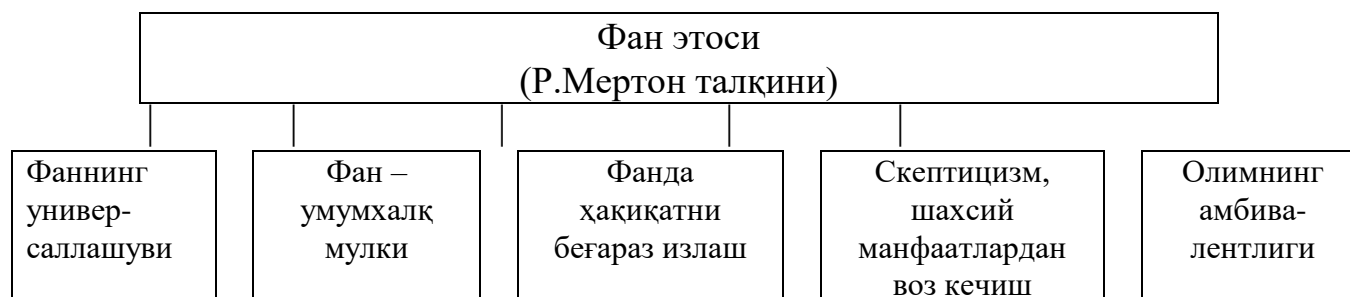 Фан этоси
(Р.Мертон талқини)
Фаннинг
универ-
саллашуви
Фан –
умумхалқ
мулки
Фанда
ҳақиқатни
беғараз излаш
Скептицизм,
шахсий
манфаатлардан
воз кечиш
Олимнинг
амбива-
лентлиги